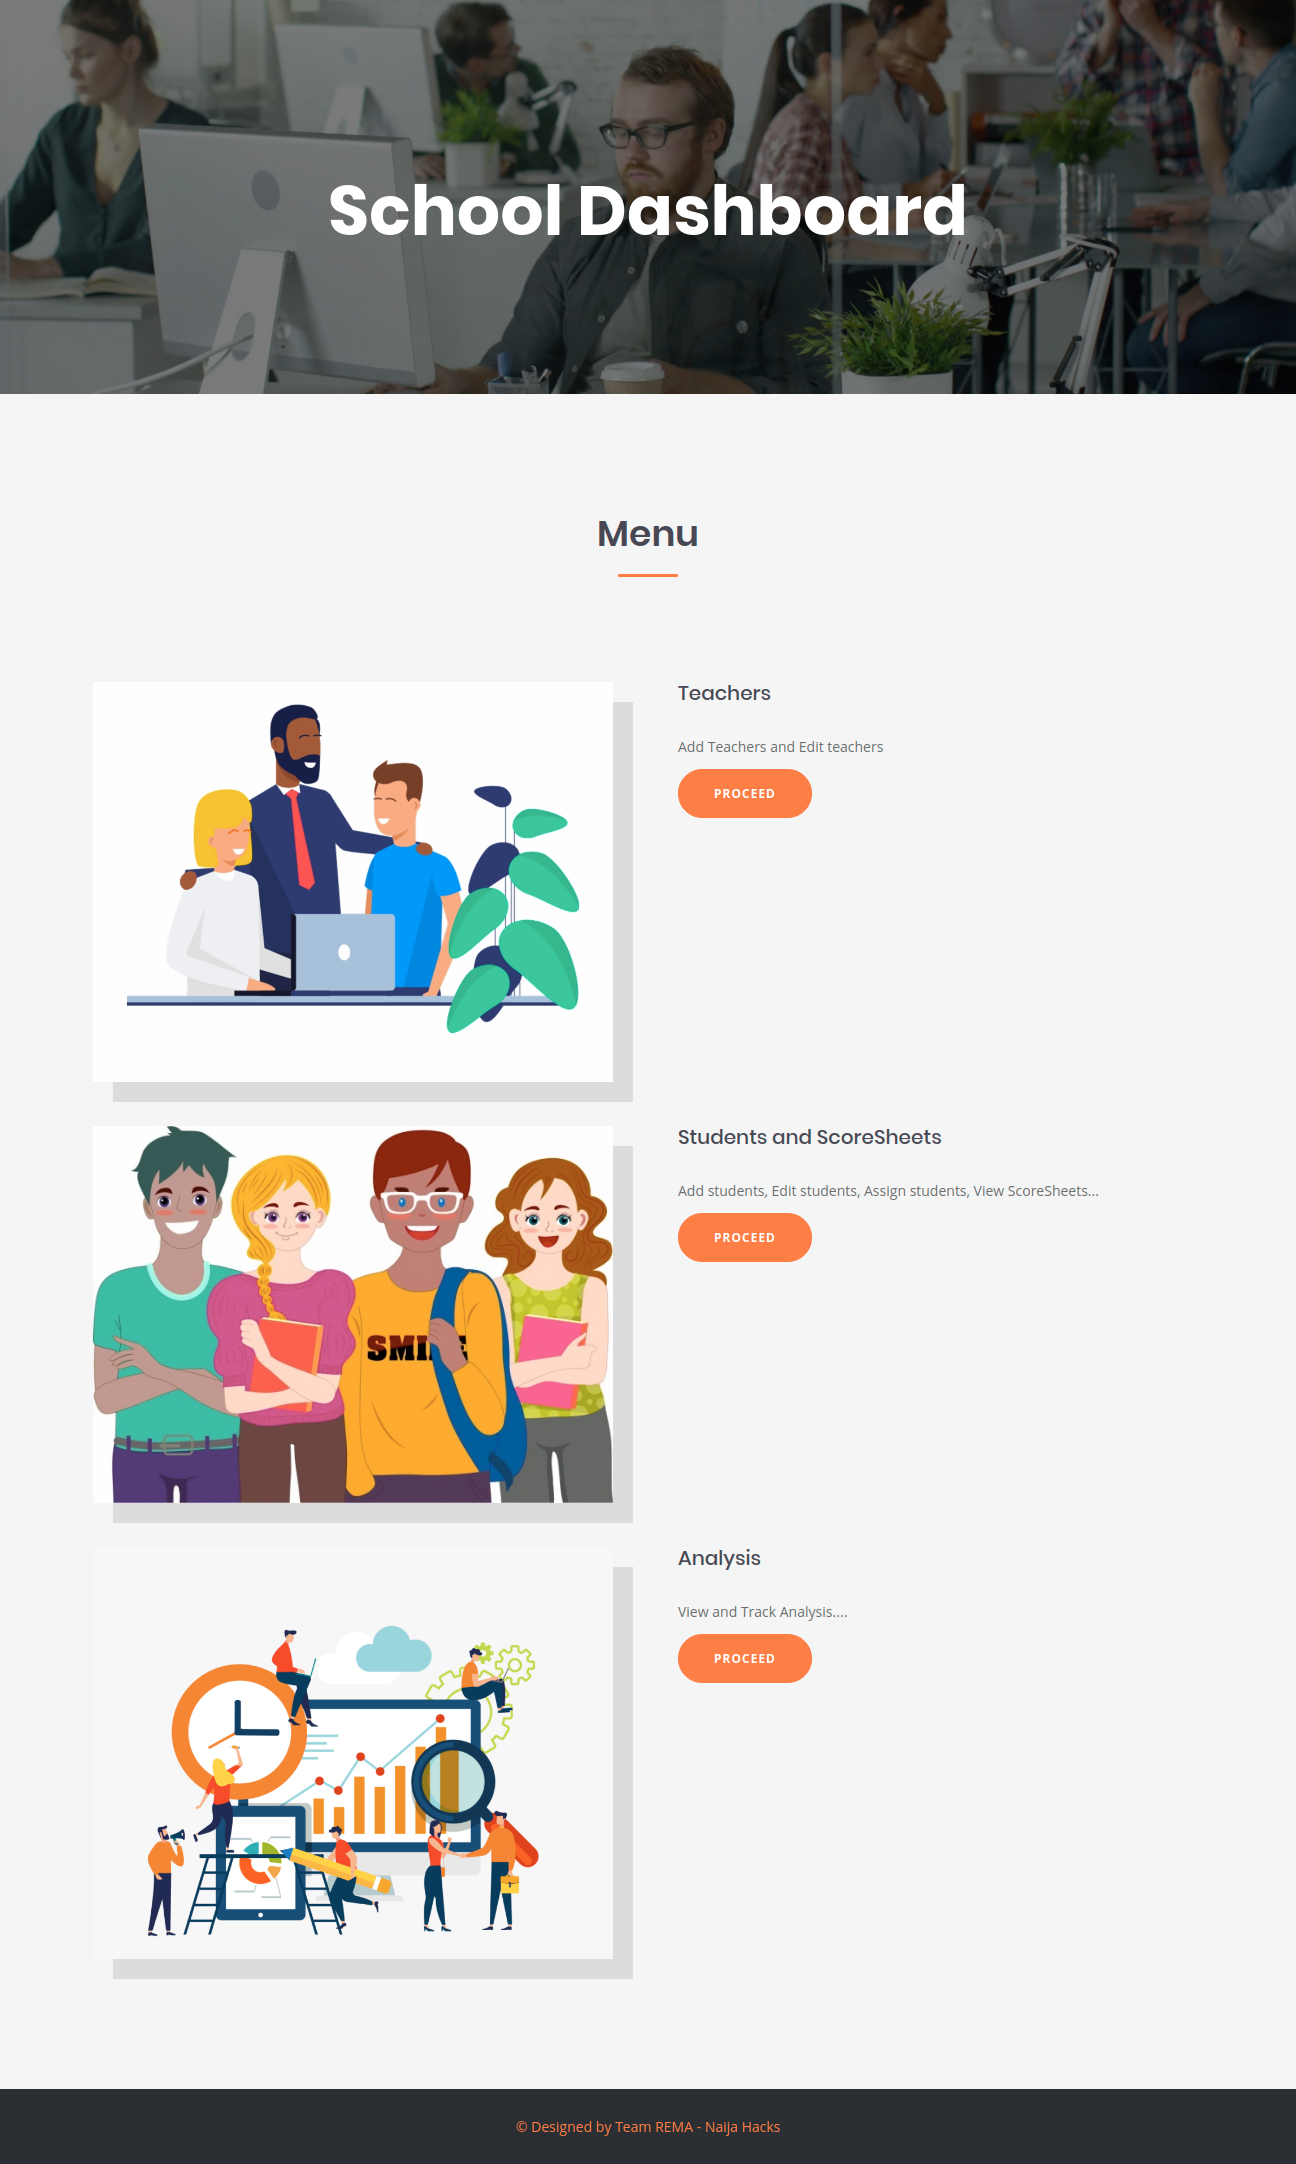 School Dashboard
Menu
Teachers
Add Teachers and Edit teachers
PROCEED
Students and ScoreSheets
Add students, Edit students, Assign students, View ScoreSheets...
PROCEED
SMI E
Analysis
View and Track Analysis....
PROCEED
© Designed by Team REMA - Naija Hacks